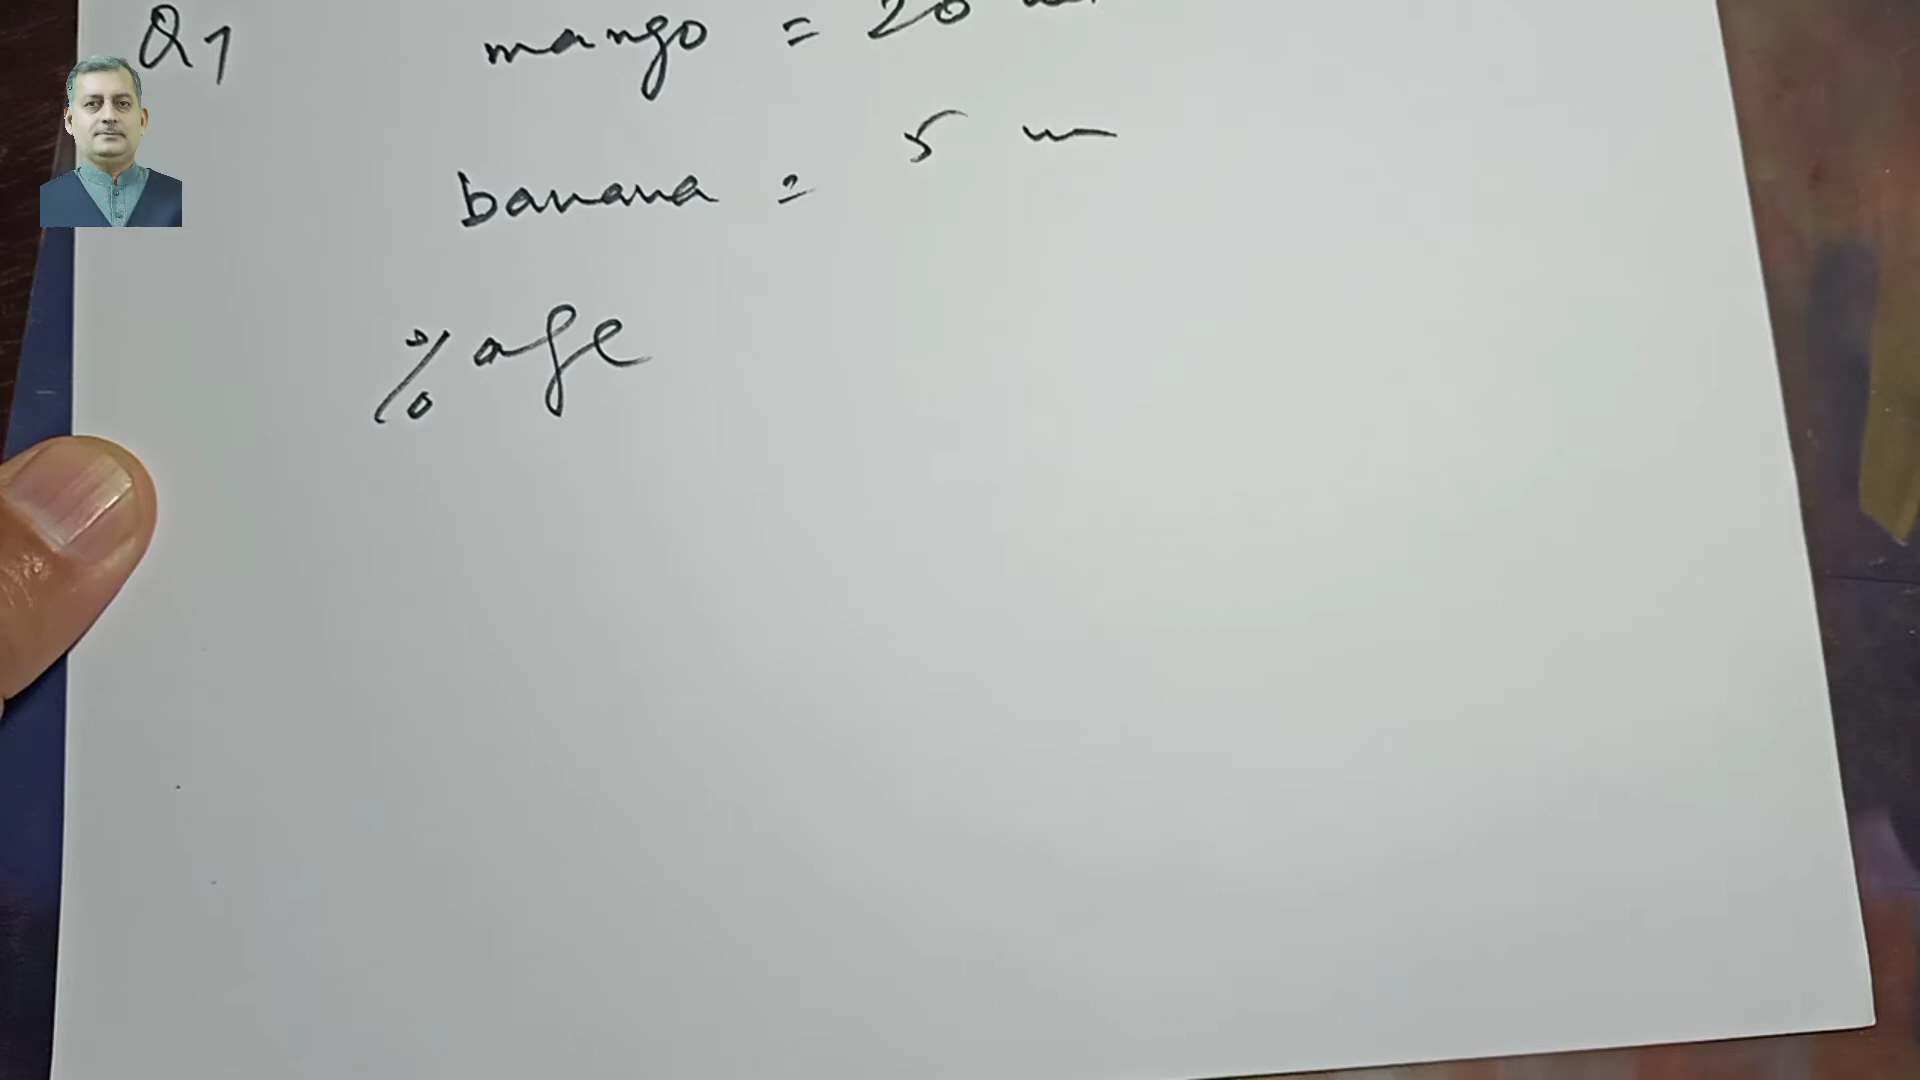 Q1 mango = 20
banana = 5
%age